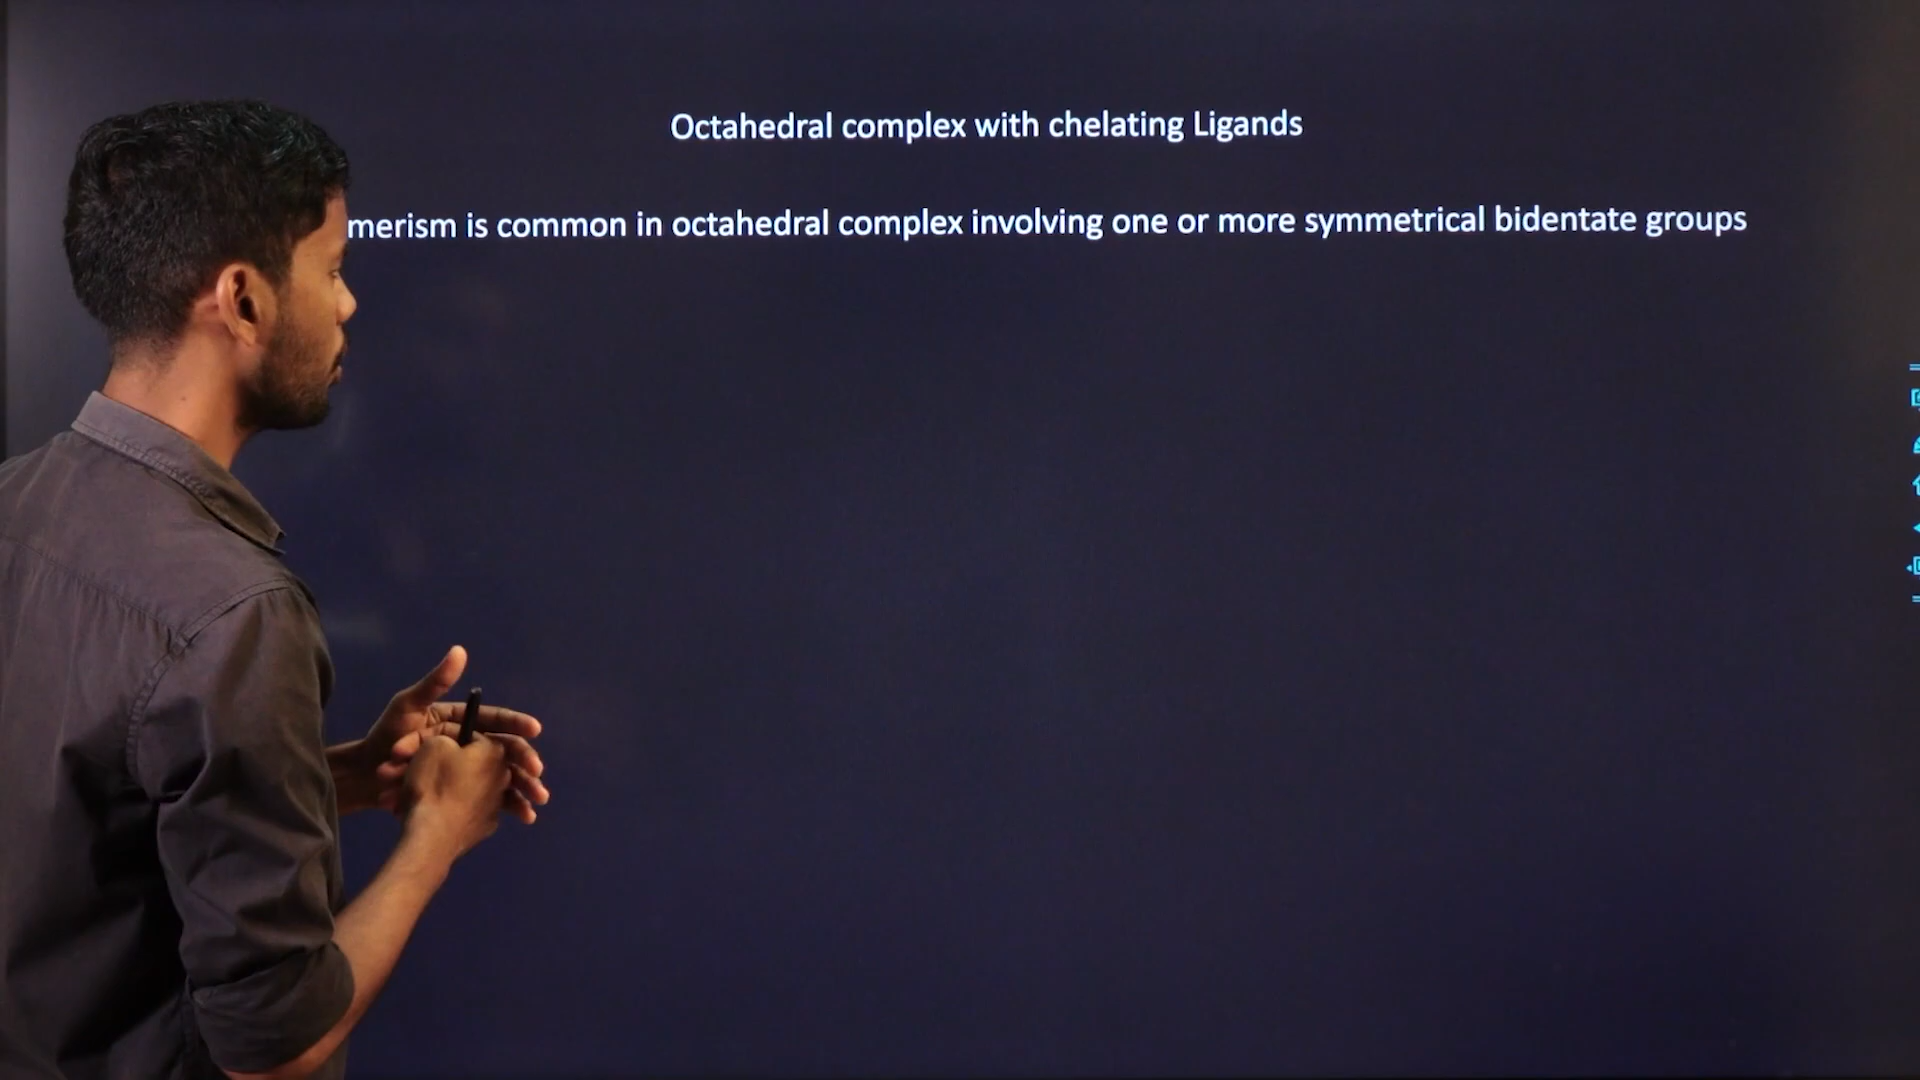 Octahedral complex with chelating Ligands
merism is common in octahedral complex involving one or more symmetrical bidentate groups